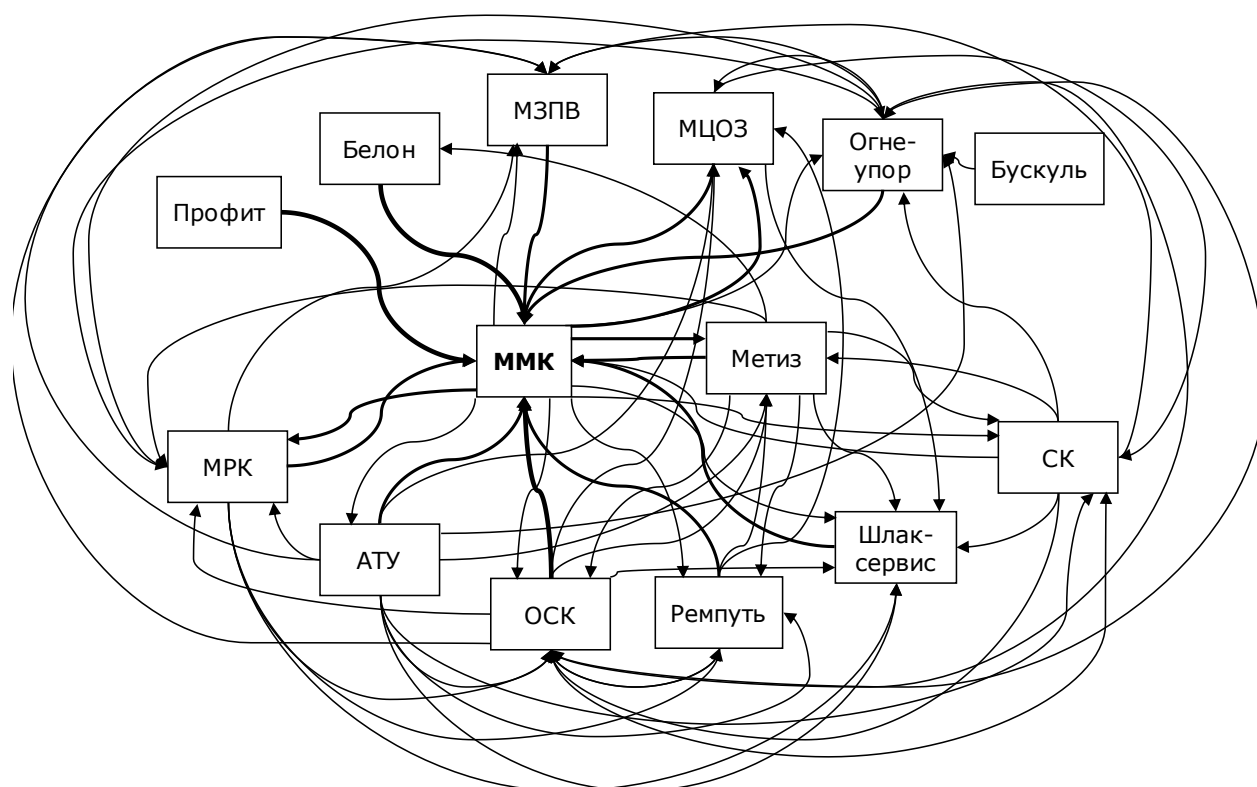 МЗПВ
МЦОЗ
Белон
Огне-
упор
Бускуль
Профит
ММК
Метиз
МРК
СК
АТУ
Шлак-
сервис
ОСК
Ремпуть